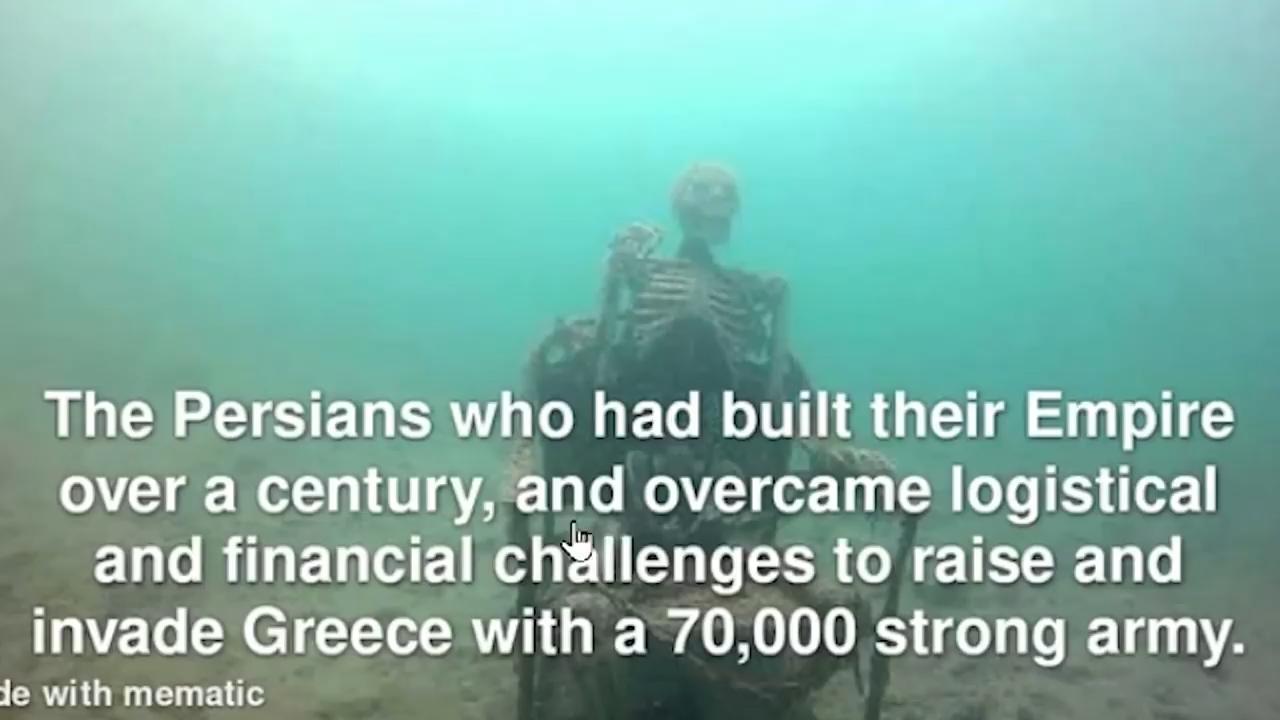 The Persians who had built their Empire
over a century, and overcame logistical
and financial challenges to raise and
invade Greece with a 70,000 strong army.
de with mematic